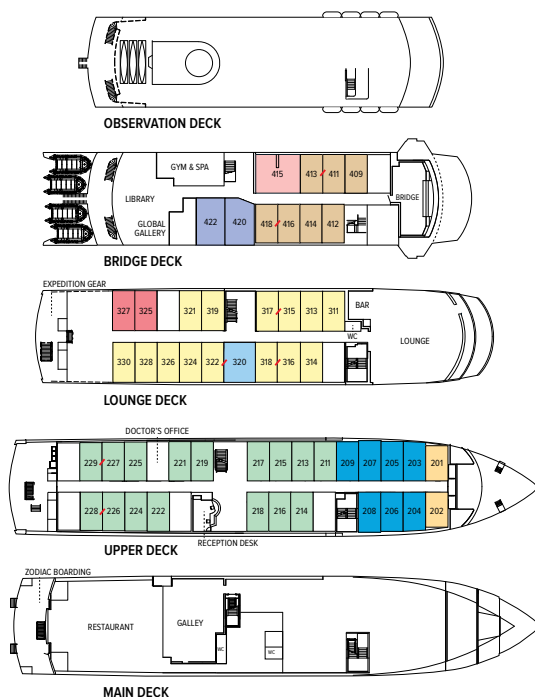 OBSERVATION DECK
GYM & SPA
415
413
411
409
LIBRARY
BRIDGE
GLOBAL
GALLERY
422
420
418
416
414
412
BRIDGE DECK
EXPEDITION GEAR
327
325
321
319
317
315
313
311
BAR
WC
LOUNGE
330
328
326
324
322
320
318
316
314
LOUNGE DECK
DOCTOR'S OFFICE
229
227
225
221
219
217
215
213
211
209
207
205
203
201
228
226
224
222
218
216
214
208
206
204
202
RECEPTION DESK
UPPER DECK
ZODIAC BOARDING
RESTAURANT
GALLEY
WC
WC
MAIN DECK